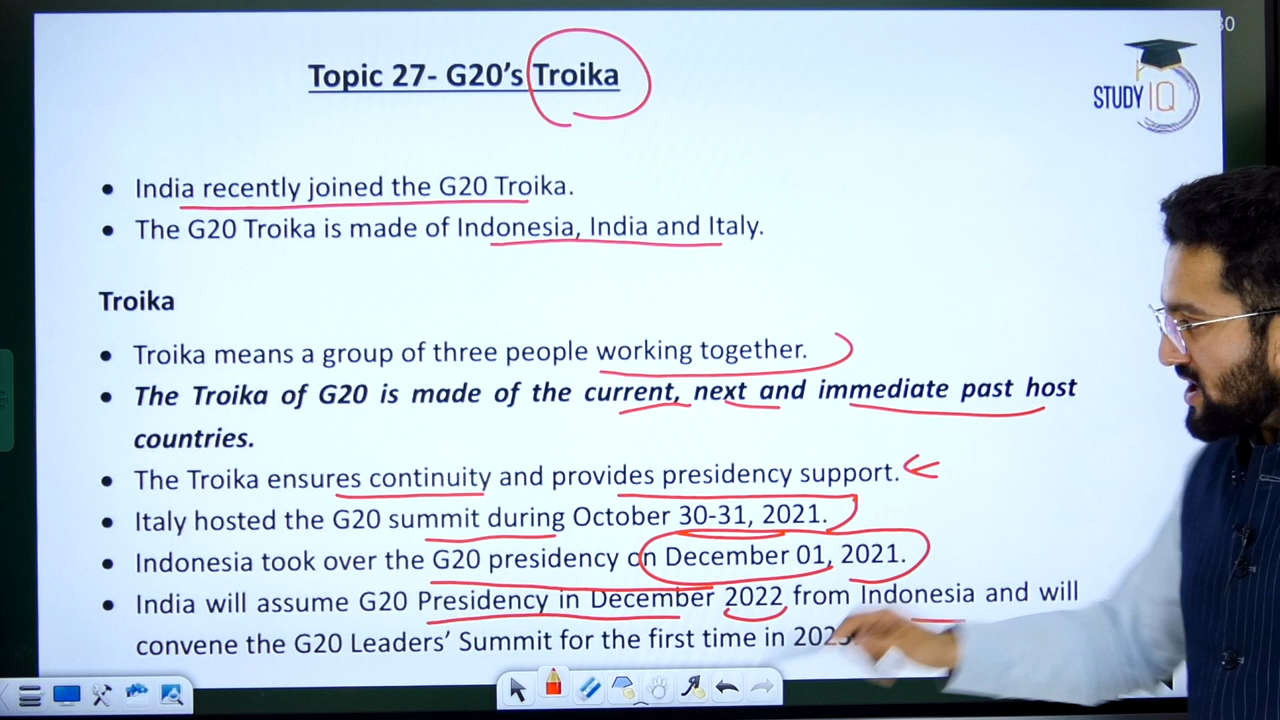 30
Topic 27- G20's Troika
STUDY IQ
• India recently joined the G20 Troika.
• The G20 Troika is made of Indonesia, India and Italy.
Troika
• Troika means a group of three people working together.
• The Troika of G20 is made of the current, next and immediate past host
countries.
• The Troika ensures continuity and provides presidency support.
• Italy hosted the G20 summit during October 30-31, 2021.
• Indonesia took over the G20 presidency on December 01, 2021.
• India will assume G20 Presidency in December 2022 from Indonesia and will
convene the G20 Leaders' Summit for the first time in 2023.